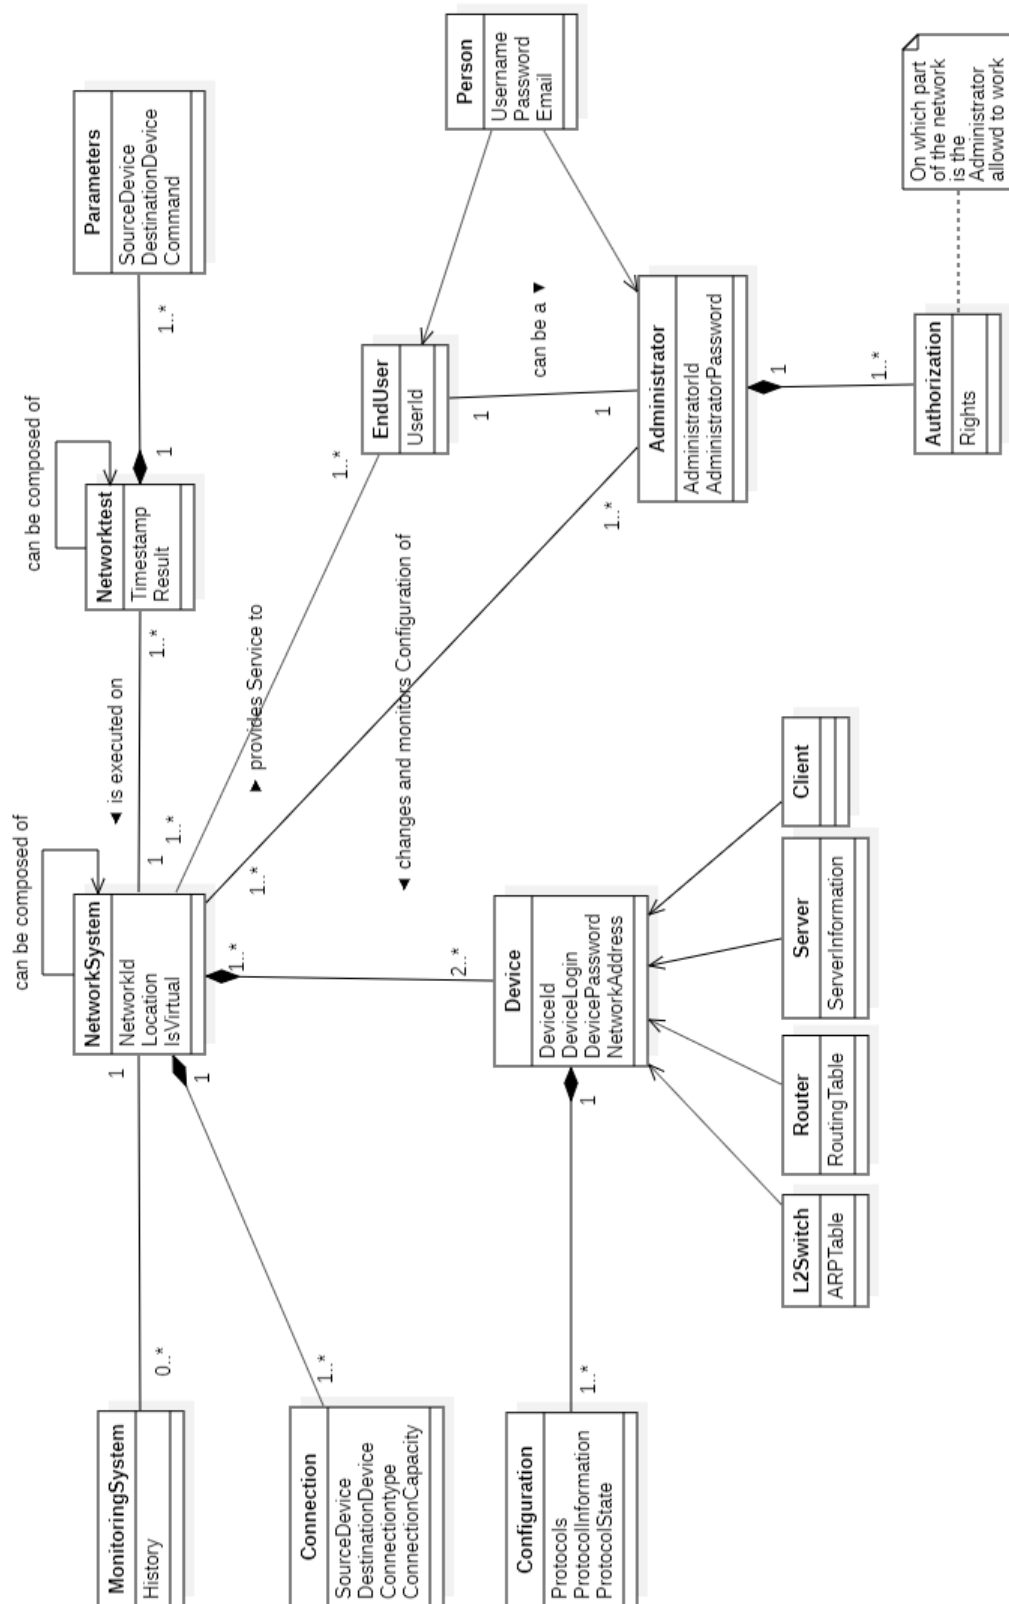 MonitoringSystem
History
1
0..*
NetworkSystem
NetworkId
Location
IsVirtual
can be composed of
◄ is executed on
1
1..*
Networktest
Timestamp
Result
can be composed of
1
1..*
Parameters
SourceDevice
DestinationDevice
Command
Connection
SourceDevice
DestinationDevice
Connectiontype
ConnectionCapacity
1
1..*
► provides Service to
1..*
1..*
EndUser
UserId
Person
Username
Password
Email
◄ changes and monitors Configuration of
1..*
1..*
can be a ▼
1
1
Administrator
AdministratorId
AdministratorPassword
1..*
2..*
Device
DeviceId
DeviceLogin
DevicePassword
NetworkAddress
Configuration
Protocols
ProtocolInformation
ProtocolState
1
1..*
L2Switch
ARPTable
Router
RoutingTable
Server
ServerInformation
Client
1
1..*
Authorization
Rights
On which part
of the network
is the
Administrator
allowd to work